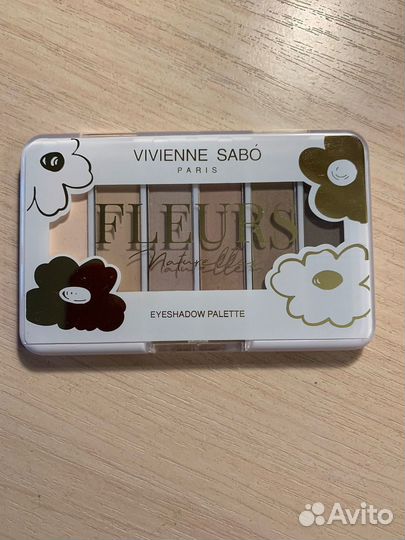 VIVIENNE SABÓ
PARIS
FLEURS
Naturelles
EYESHADOW PALETTE
Avito